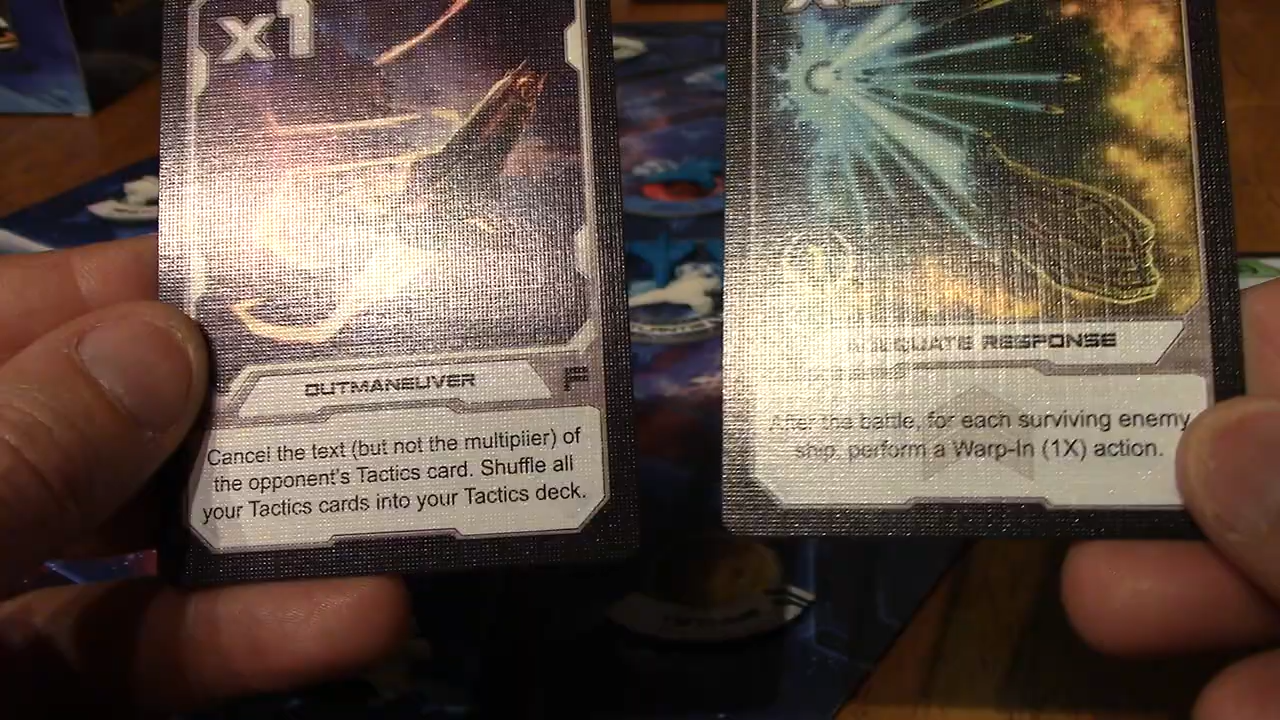 x1
OUTMANEUVER
Cancel the text (but not the multiplier) of
the opponent's Tactics card. Shuffle all
your Tactics cards into your Tactics deck.
ADEQUATE RESPONSE
After the battle, for each surviving enemy
ship, perform a Warp-In (1X) action.